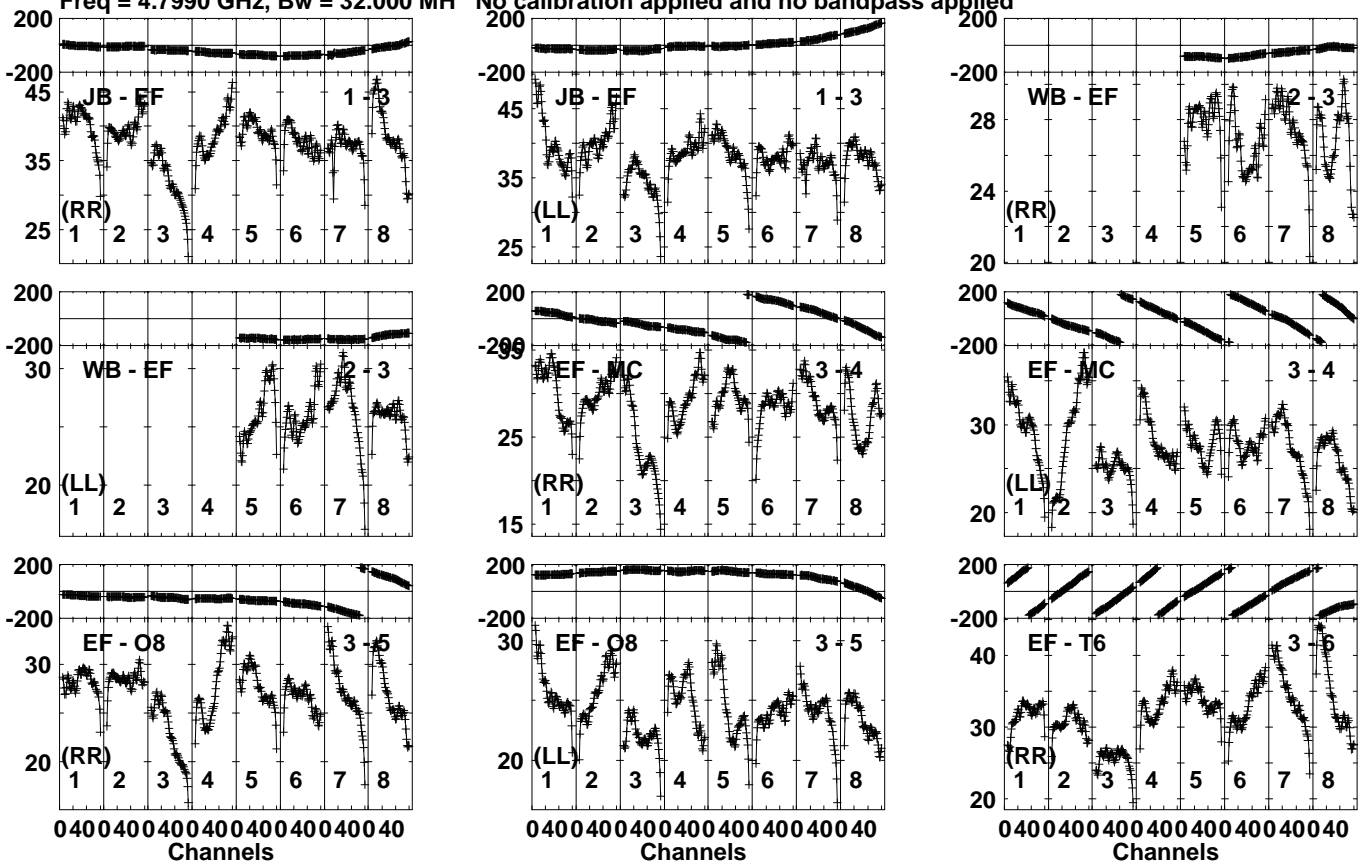 Freq = 4.7990 GHz, Bw = 32.000 MH No calibration applied and no bandpass applied
200 200 200
-200 -200 -200
45 JB - EF 1 - 3
35
25
(RR)
1 2 3 4 5 6 7 8
45 JB - EF 1 - 3
35
25
(LL)
1 2 3 4 5 6 7 8
28 WB - EF 2 - 3
24
20
(RR)
1 2 3 4 5 6 7 8
200 200 200
-200 -200 -200
30 WB - EF 2 - 3
20
(LL)
1 2 3 4 5 6 7 8
35 EF - MC 3 - 4
25
15
(RR)
1 2 3 4 5 6 7 8
EF - MC 3 - 4
30
20
(LL)
1 2 3 4 5 6 7 8
200 200 200
-200 -200 -200
30 EF - O8 3 - 5
20
(RR)
1 2 3 4 5 6 7 8
30 EF - O8 3 - 5
20
(LL)
1 2 3 4 5 6 7 8
40 EF - T6 3 - 6
30
20
(RR)
1 2 3 4 5 6 7 8
0 40 0 40 0 40 0 40 0 40 0 40 0 40 0 40
0 40 0 40 0 40 0 40 0 40 0 40 0 40 0 40
0 40 0 40 0 40 0 40 0 40 0 40 0 40 0 40
Channels Channels Channels